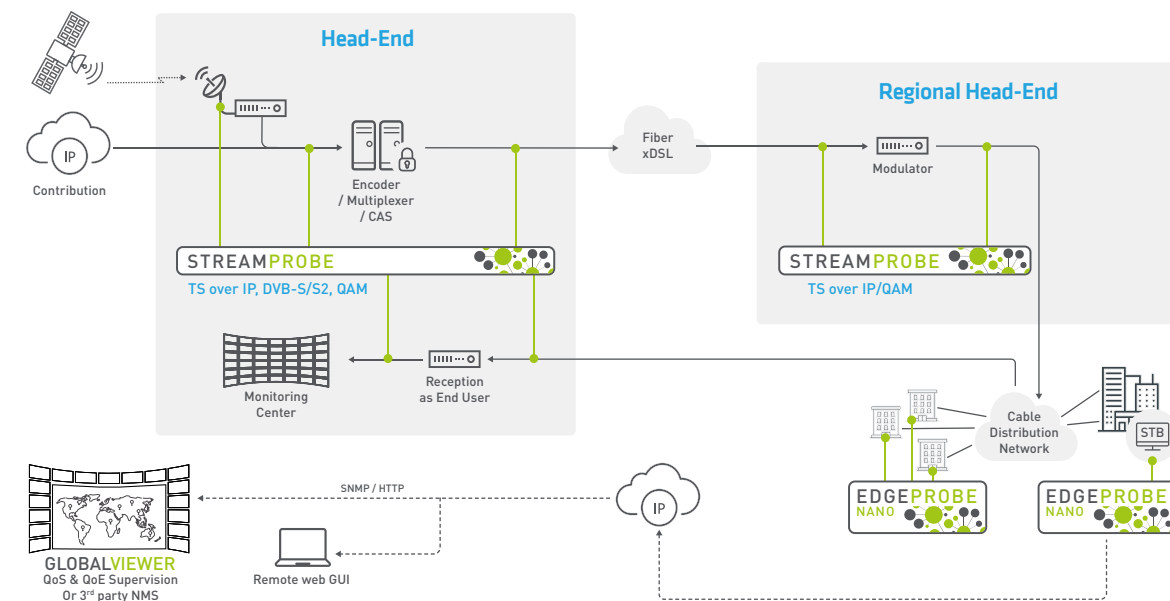 Head-End
IP
Contribution
Encoder
/ Multiplexer
/ CAS
Fiber
xDSL
Regional Head-End
Modulator
STREAMPROBE
TS over IP, DVB-S/S2, QAM
STREAMPROBE
TS over IP/QAM
Monitoring
Center
Reception
as End User
Cable
Distribution
Network
STB
EDGEPROBE
NANO
EDGEPROBE
NANO
SNMP / HTTP
IP
GLOBALVIEWER
QoS & QoE Supervision
Or 3rd party NMS
Remote web GUI